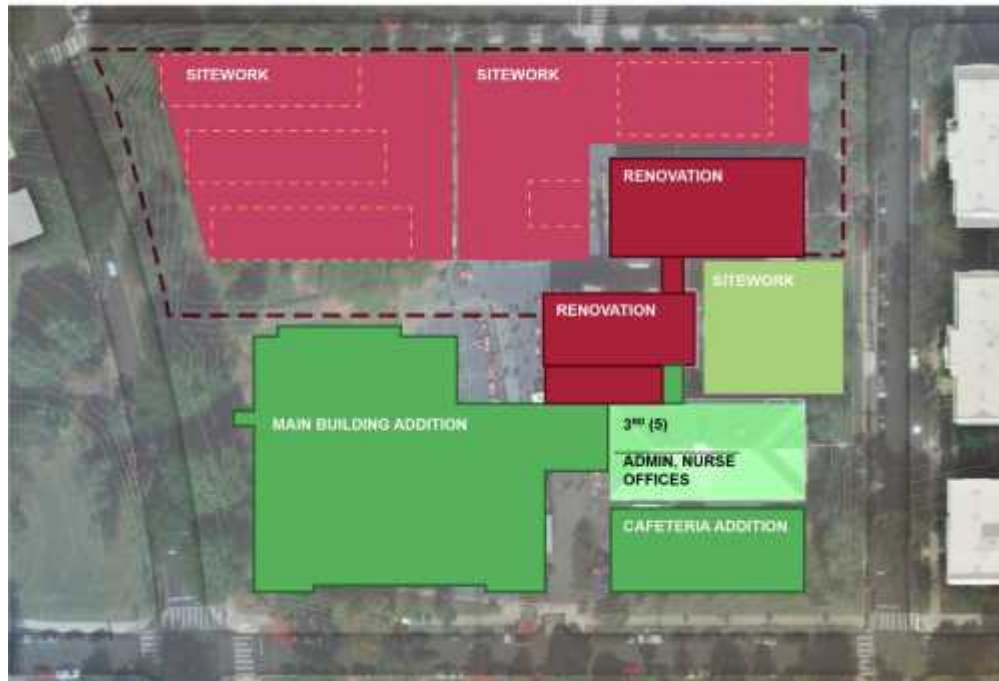 SITEWORK
SITEWORK
RENOVATION
SITEWORK
RENOVATION
MAIN BUILDING ADDITION
3RD (5)
ADMIN, NURSE
OFFICES
CAFETERIA ADDITION